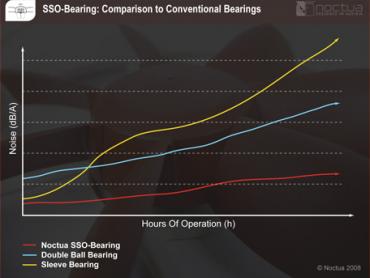 SSO-Bearing: Comparison to Conventional Bearings
noctua
DESIGNED IN AUSTRIA
Noise (dB/A)
Hours Of Operation (h)
Noctua SSO-Bearing
Double Ball Bearing
Sleeve Bearing
© Noctua 2008